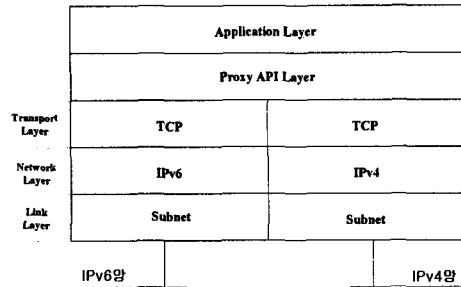 Application Layer
Proxy API Layer
Transport
Layer
TCP
TCP
Network
Layer
IPv6
IPv4
Link
Layer
Subnet
Subnet
IPv6망
IPv4망